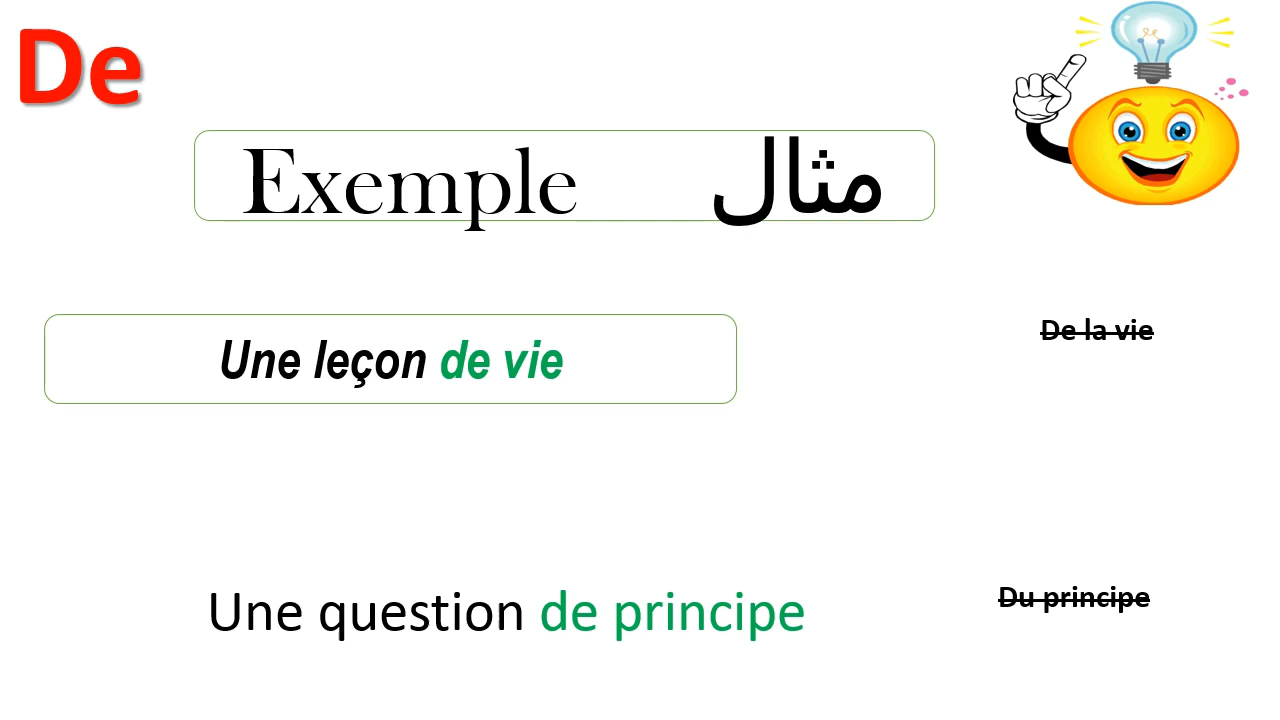 De
Exemple مثال
Une leçon de vie
De la vie
Une question de principe
Du principe